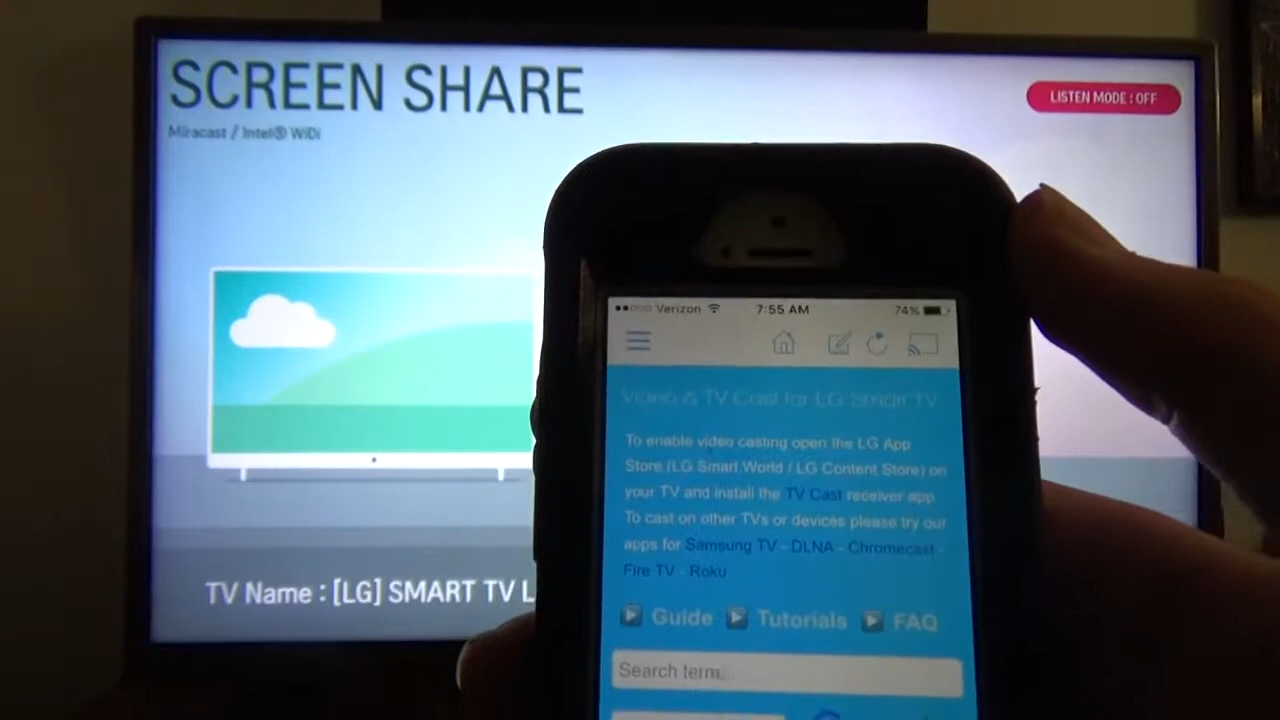 SCREEN SHARE
Miracast / Intel® WiDi
LISTEN MODE : OFF
TV Name : [LG] SMART TV L
Verizon 7:55 AM 74%
Video & TV Cast for LG Smart TV
To enable video casting open the LG App
Store (LG Smart World / LG Content Store) on
your TV and install the TV Cast receiver app
To cast on other TVs or devices please try our
apps for Samsung TV - DLNA - Chromecast -
Fire TV - Roku
Guide Tutorials FAQ
Search term...